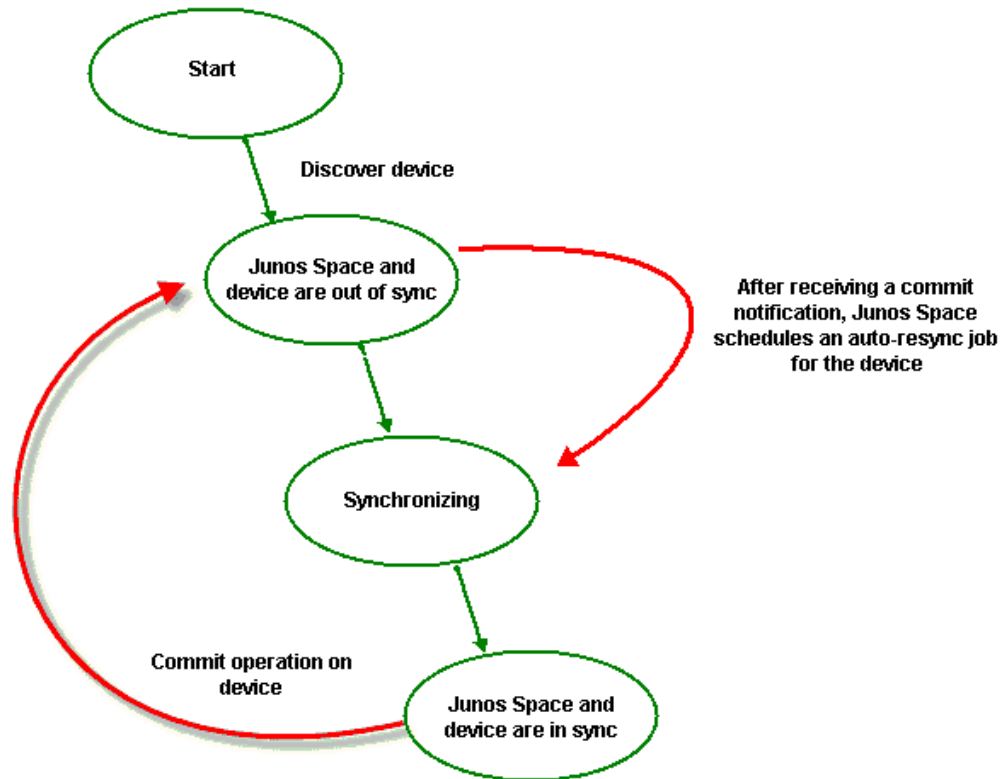 Start
Discover device
Junos Space and
device are out of sync
After receiving a commit
notification, Junos Space
schedules an auto-resync job
for the device
Synchronizing
Commit operation on
device
Junos Space and
device are in sync